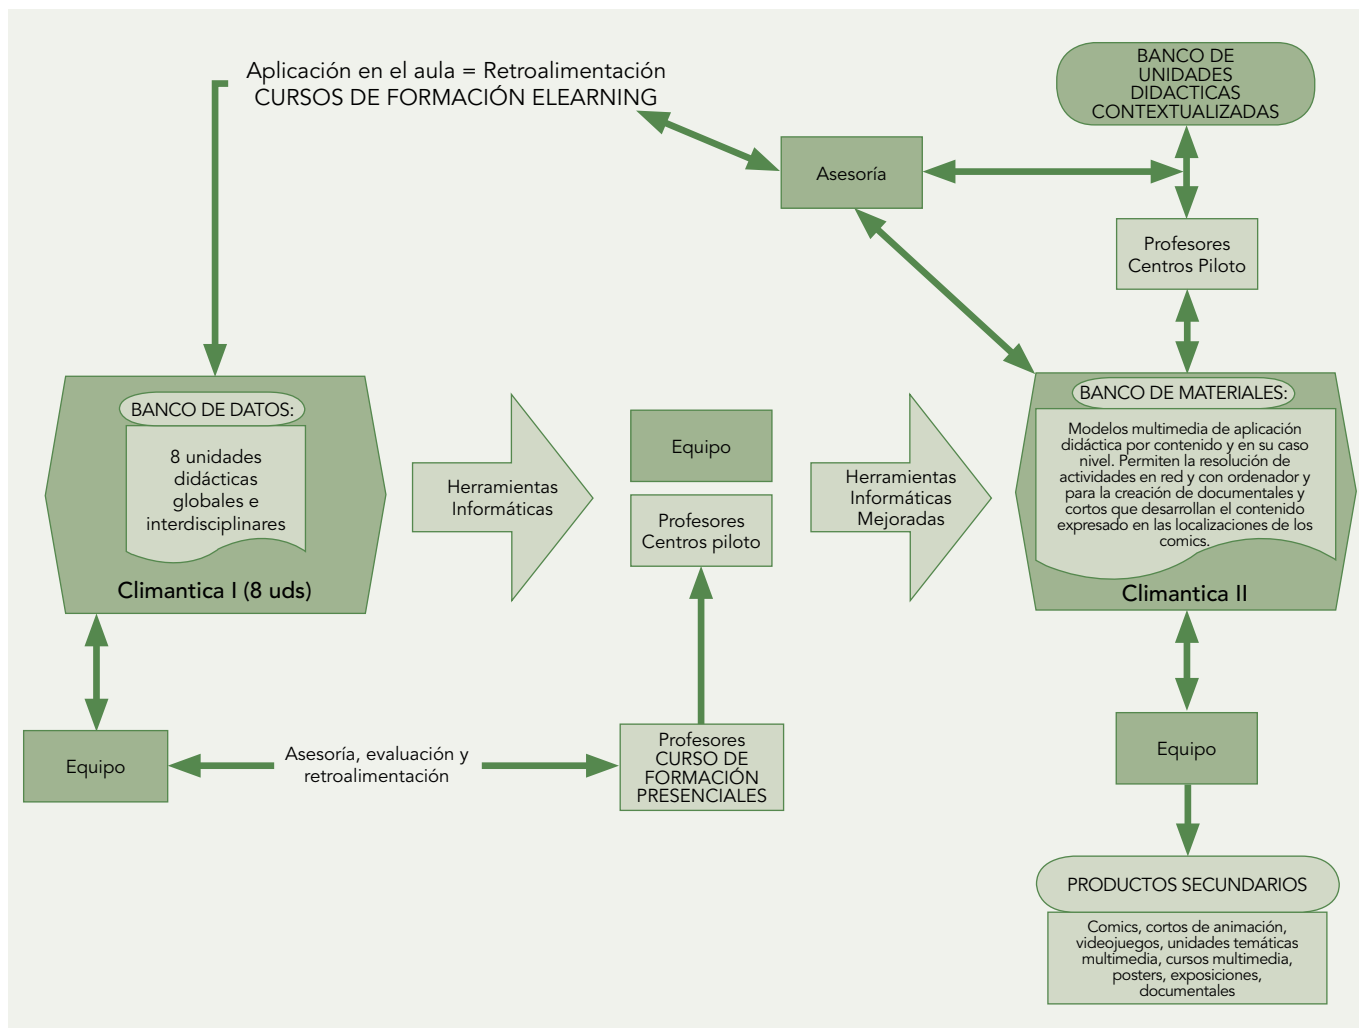 Aplicación en el aula = Retroalimentación
CURSOS DE FORMACIÓN ELEARNING
BANCO DE
UNIDADES
DIDACTICAS
CONTEXTUALIZADAS
Asesoría
Profesores
Centros Piloto
BANCO DE DATOS:
8 unidades
didácticas
globales e
interdisciplinares
Climantica I (8 uds)
Herramientas
Informáticas
Equipo
Profesores
Centros piloto
Herramientas
Informáticas
Mejoradas
BANCO DE MATERIALES:
Modelos multimedia de aplicación
didáctica por contenido y en su caso
nivel. Permiten la resolución de
actividades en red y con ordenador y
para la creación de documentales y
cortos que desarrollan el contenido
expresado en las localizaciones de los
comics.
Climantica II
Equipo
Asesoría, evaluación y
retroalimentación
Profesores
CURSO DE
FORMACIÓN
PRESENCIALES
Equipo
PRODUCTOS SECUNDARIOS
Comics, cortos de animación,
videojuegos, unidades temáticas
multimedia, cursos multimedia,
posters, exposiciones,
documentales